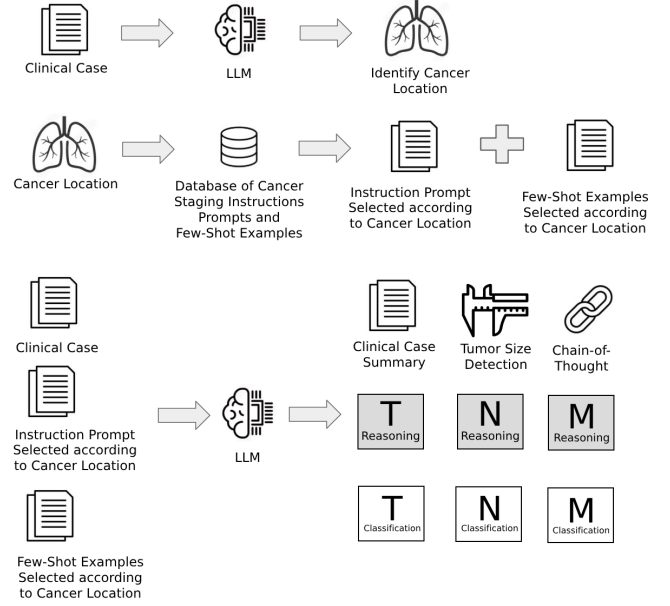 Clinical Case
LLM
Identify Cancer
Location
Cancer Location
Database of Cancer
Staging Instructions
Prompts and
Few-Shot Examples
Instruction Prompt
Selected according
to Cancer Location
Few-Shot Examples
Selected according
to Cancer Location
Clinical Case
Instruction Prompt
Selected according
to Cancer Location
Few-Shot Examples
Selected according
to Cancer Location
LLM
Clinical Case
Summary
Tumor Size
Detection
Chain-of-
Thought
T
Reasoning
N
Reasoning
M
Reasoning
T
Classification
N
Classification
M
Classification